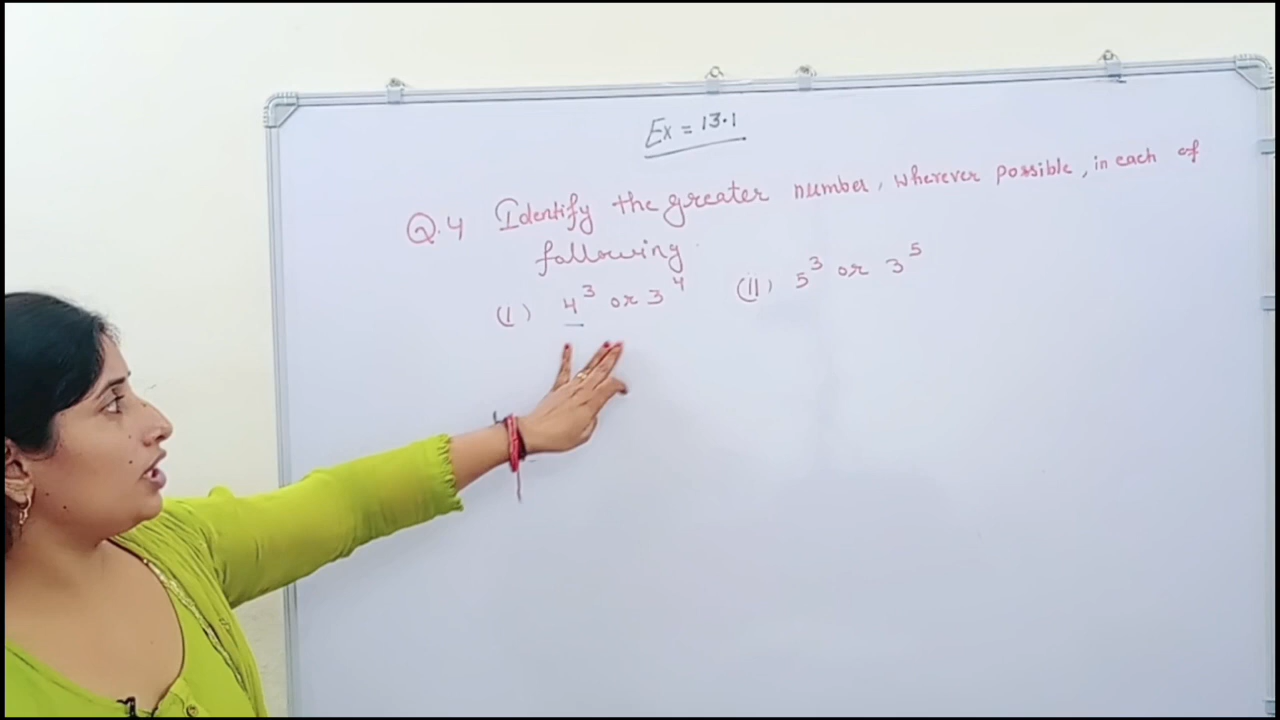 Ex = 13.1
Q.4 Identify the greater number, wherever possible, in each of
following.
(I) 4³ or 3⁴ (II) 5³ or 3⁵